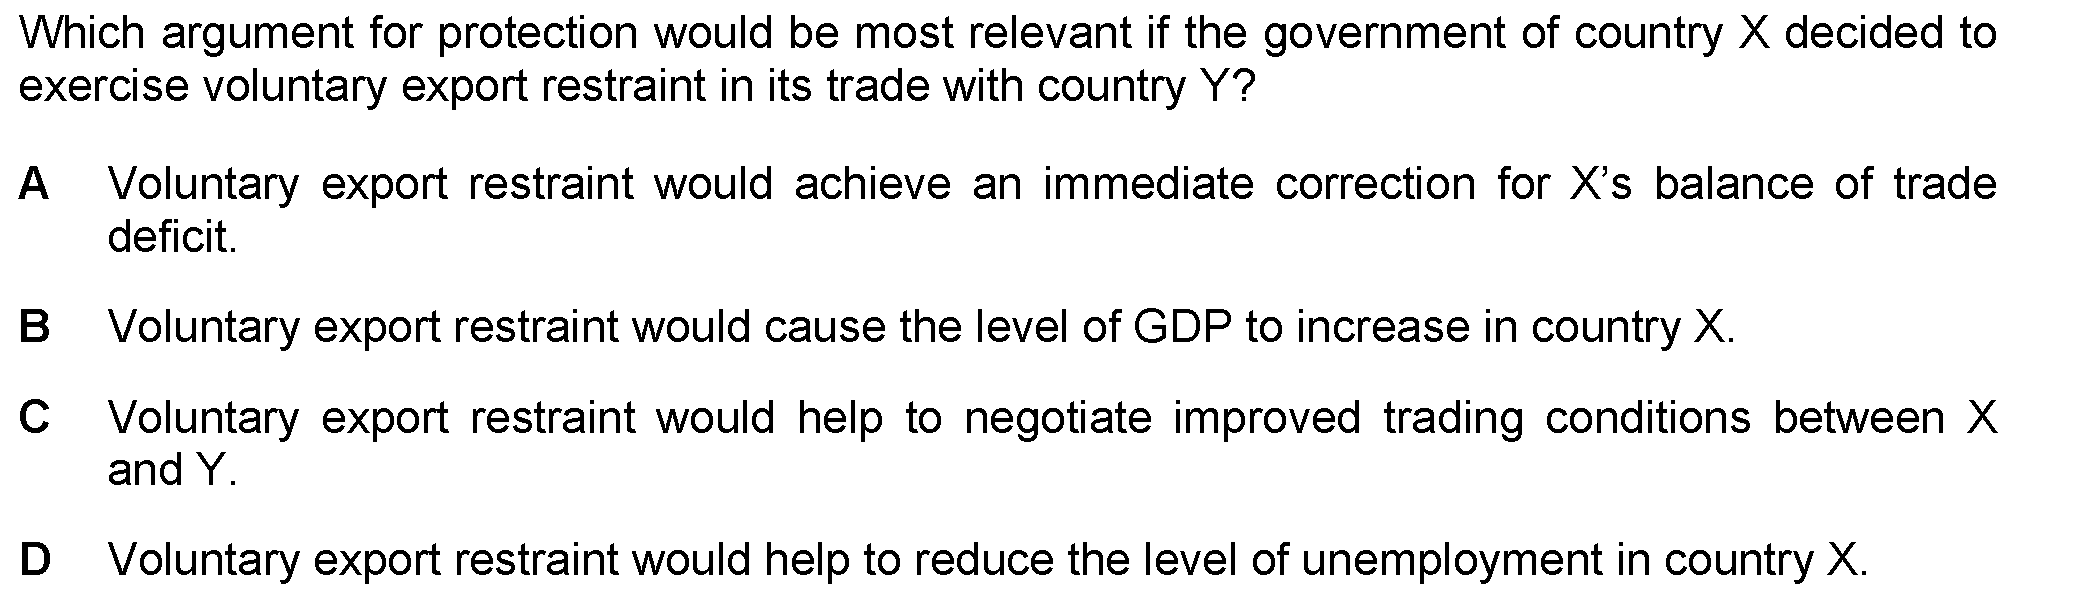 Which argument for protection would be most relevant if the government of country X decided to
exercise voluntary export restraint in its trade with country Y?
A Voluntary export restraint would achieve an immediate correction for X’s balance of trade
deficit.
B Voluntary export restraint would cause the level of GDP to increase in country X.
C Voluntary export restraint would help to negotiate improved trading conditions between X
and Y.
D Voluntary export restraint would help to reduce the level of unemployment in country X.